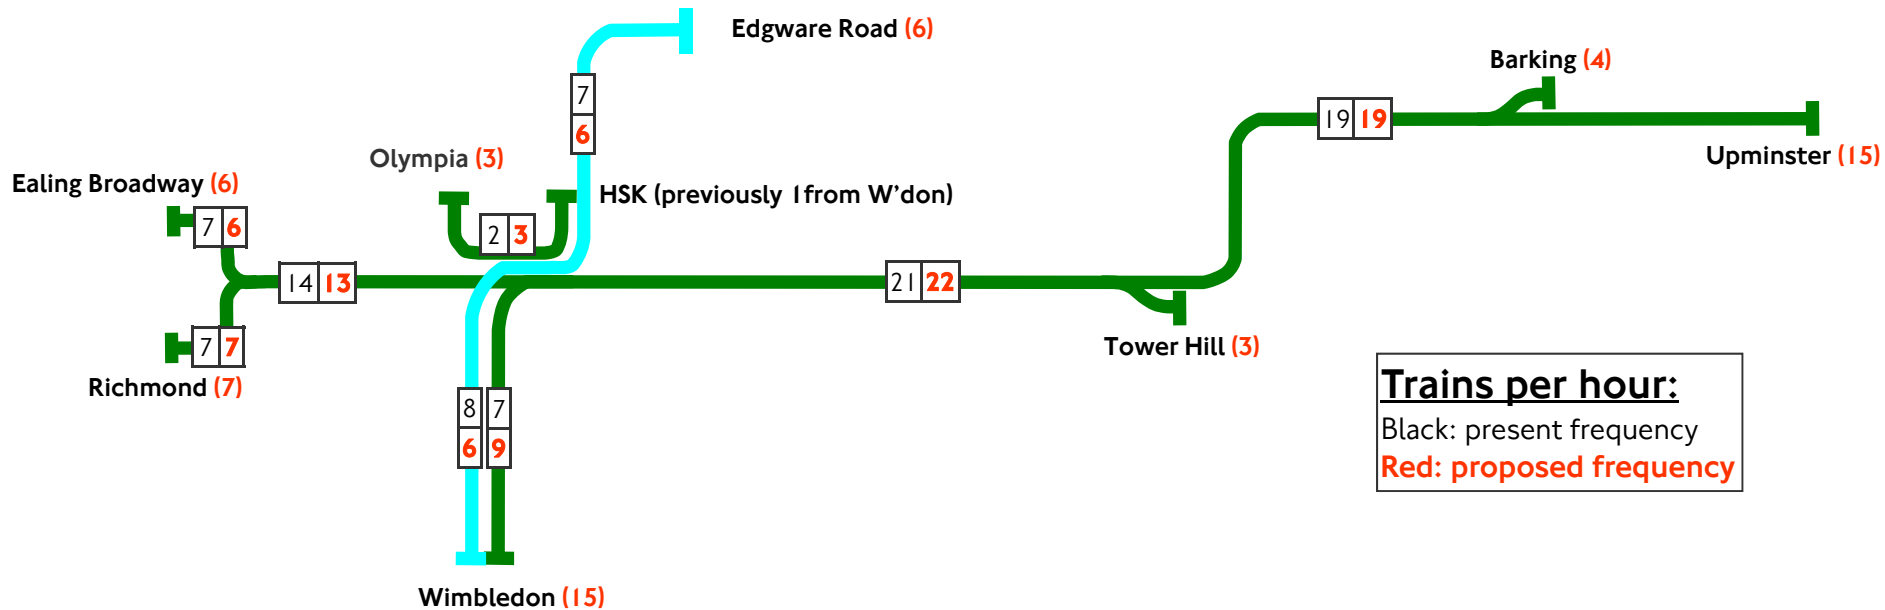 Edgware Road (6)
Barking (4)
7
6
19 19
Olympia (3)
Upminster (15)
Ealing Broadway (6)
HSK (previously 1from W'don)
7 6
2 3
14 13
21 22
7 7
Tower Hill (3)
Richmond (7)
8 7
6 9
Trains per hour:
Black: present frequency
Red: proposed frequency
Wimbledon (15)